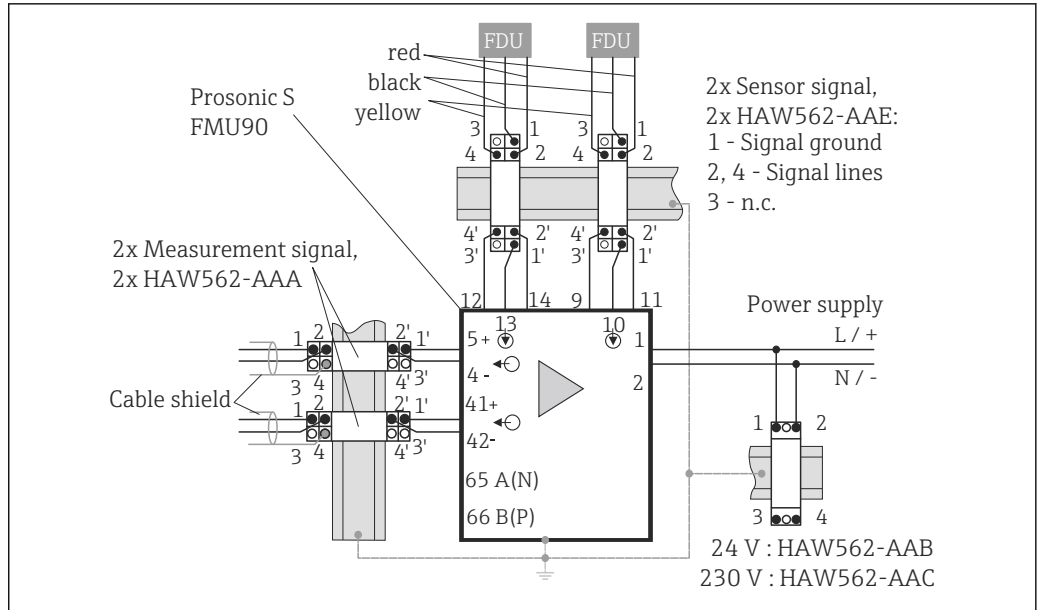 FDU FDU
red
black
yellow
Prosonic S
FMU90
2x Sensor signal,
2x HAW562-AAE:
1 - Signal ground
2, 4 - Signal lines
3 - n.c.
3 1 3 1
4 2 4 2
4' 2' 4' 2'
3' 1' 3' 1'
2x Measurement signal,
2x HAW562-AAA
12 14 9 11
13 10
Power supply
L / +
N / -
1 2 2' 1'
3 4 4' 3'
5+
4 -
1
2
Cable shield
1 2 2' 1'
3 4 4' 3'
41+
42-
65 A(N)
66 B(P)
1 2
3 4
24 V : HAW562-AAB
230 V : HAW562-AAC